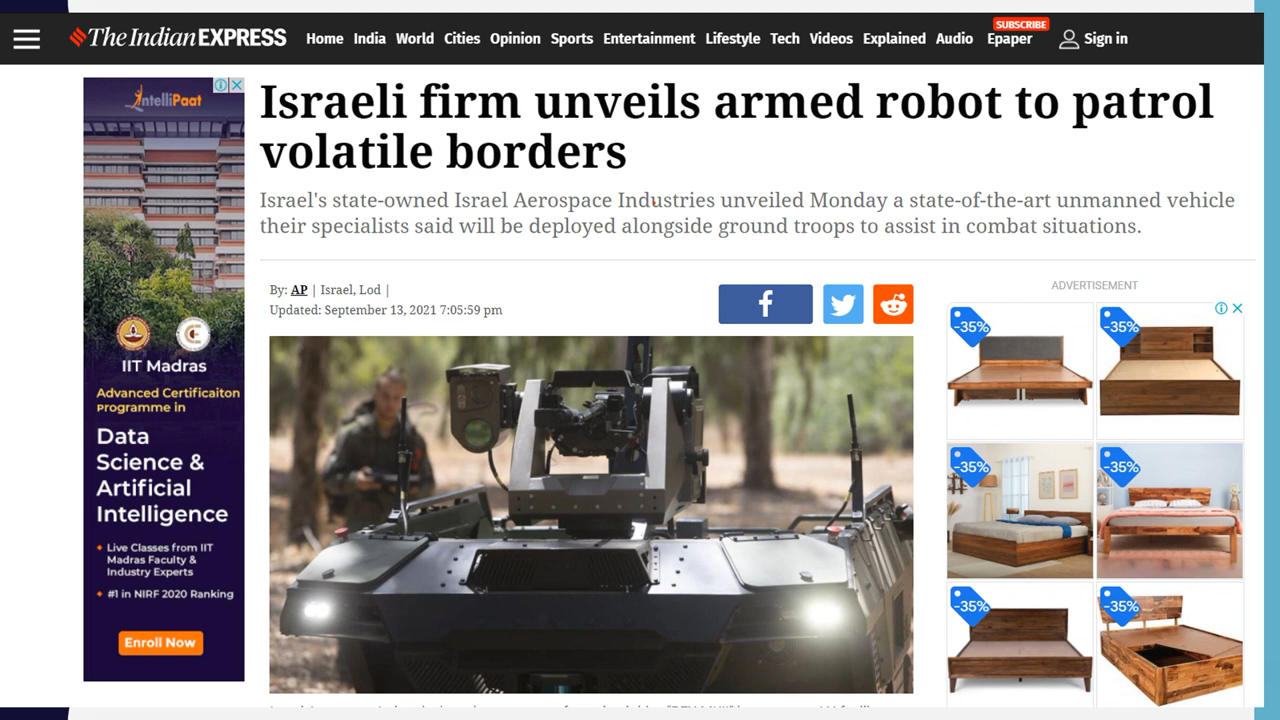 The Indian EXPRESS
Home India World Cities Opinion Sports Entertainment Lifestyle Tech Videos Explained Audio Epaper SUBSCRIBE Sign in
IntelliPaat
IIT Madras
Advanced Certificaiton
Programme in
Data
Science &
Artificial
Intelligence
Live Classes from IIT
Madras Faculty &
Industry Experts
#1 in NIRF 2020 Ranking
Enroll Now
Israeli firm unveils armed robot to patrol
volatile borders
Israel's state-owned Israel Aerospace Industries unveiled Monday a state-of-the-art unmanned vehicle
their specialists said will be deployed alongside ground troops to assist in combat situations.
By: AP | Israel, Lod |
Updated: September 13, 2021 7:05:59 pm
ADVERTISEMENT
-35%
-35%
-35%
-35%
-35%
-35%